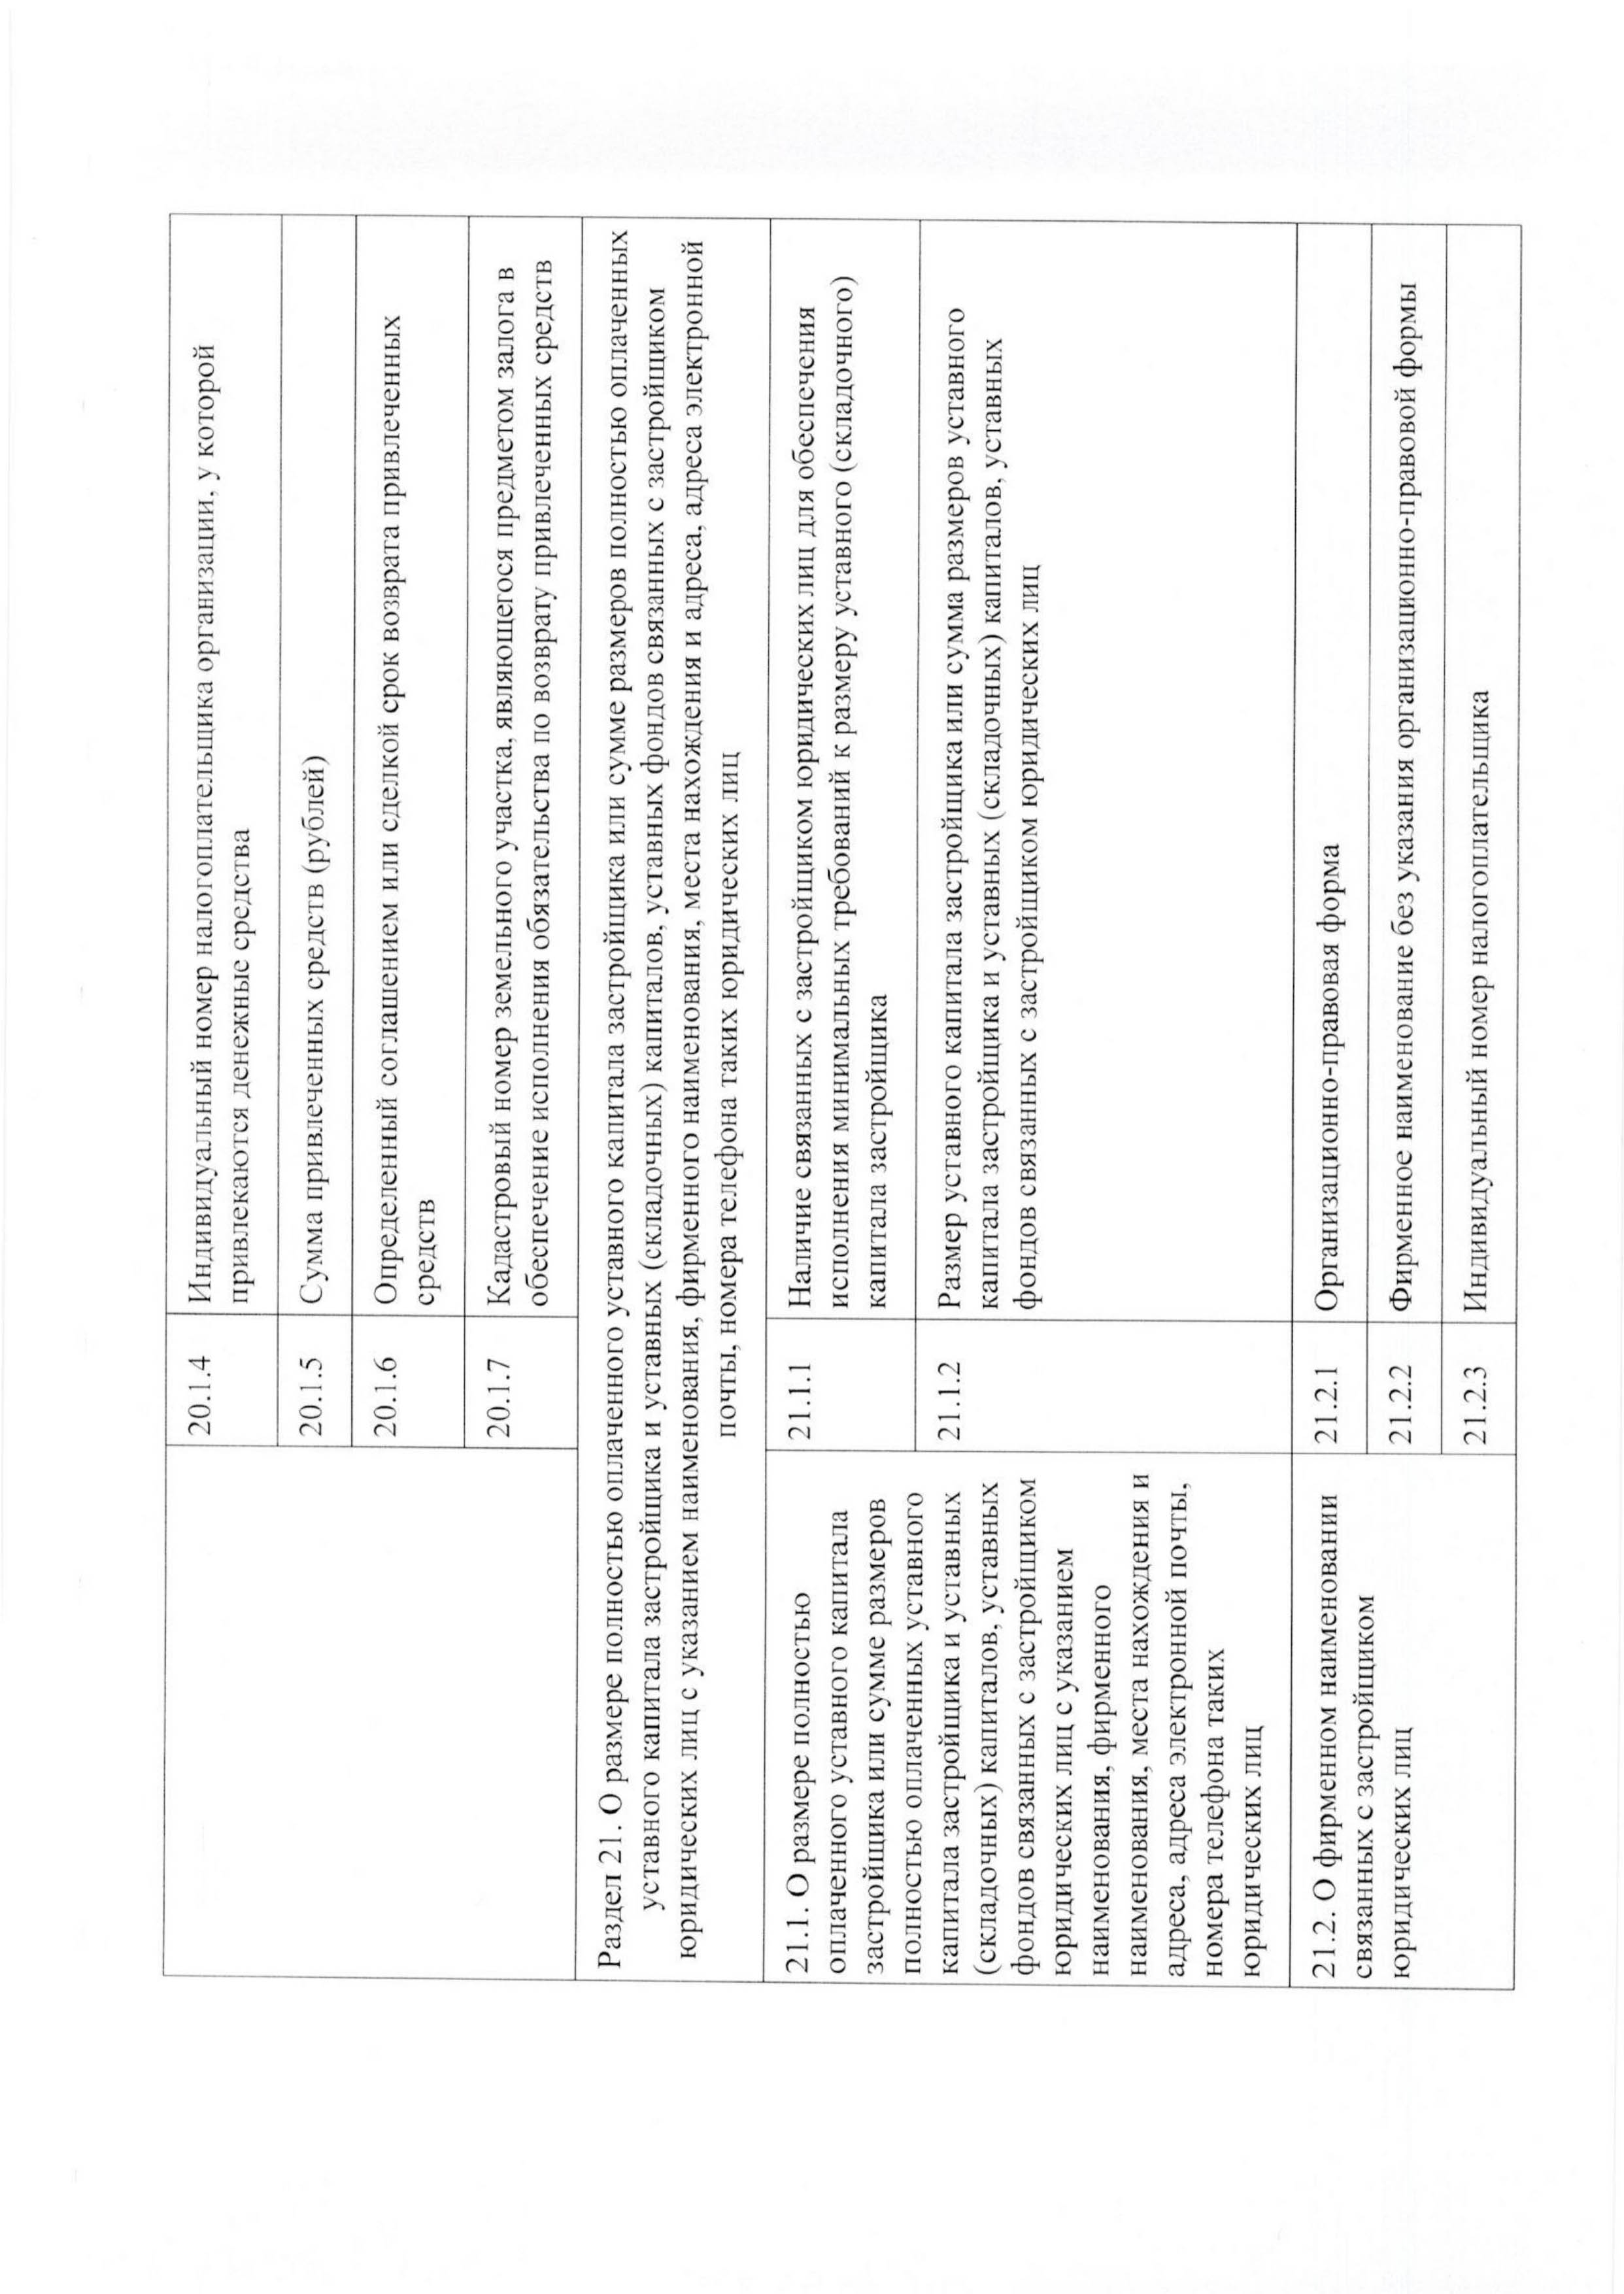 20.1.4
Индивидуальный номер налогоплательщика организации, у которой
привлекаются денежные средства
20.1.5
Сумма привлеченных средств (рублей)
20.1.6
Определенный соглашением или сделкой срок возврата привлеченных
средств
20.1.7
Кадастровый номер земельного участка, являющегося предметом залога в
обеспечение исполнения обязательства по возврату привлеченных средств
Раздел 21. О размере полностью оплаченного уставного капитала застройщика или сумме размеров полностью оплаченных
уставного капитала застройщика и уставных (складочных) капиталов, уставных фондов связанных с застройщиком
юридических лиц с указанием наименования, фирменного наименования, места нахождения и адреса, адреса электронной
почты, номера телефона таких юридических лиц
21.1. О размере полностью
оплаченного уставного капитала
застройщика или сумме размеров
полностью оплаченных уставного
капитала застройщика и уставных
(складочных) капиталов, уставных
фондов связанных с застройщиком
юридических лиц с указанием
наименования, фирменного
наименования, места нахождения и
адреса, адреса электронной почты,
номера телефона таких
юридических лиц
21.1.1
Наличие связанных с застройщиком юридических лиц для обеспечения
исполнения минимальных требований к размеру уставного (складочного)
капитала застройщика
21.1.2
Размер уставного капитала застройщика или сумма размеров уставного
капитала застройщика и уставных (складочных) капиталов, уставных
фондов связанных с застройщиком юридических лиц
21.2. О фирменном наименовании
связанных с застройщиком
юридических лиц
21.2.1
Организационно-правовая форма
21.2.2
Фирменное наименование без указания организационно-правовой формы
21.2.3
Индивидуальный номер налогоплательщика